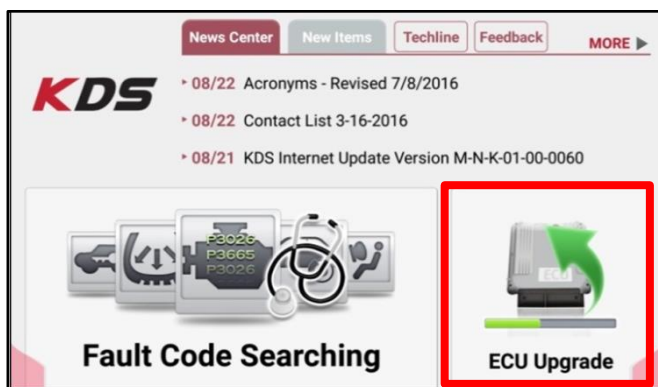 News Center New Items Techline Feedback MORE ▶
KDS
08/22 Acronyms - Revised 7/8/2016
08/22 Contact List 3-16-2016
08/21 KDS Internet Update Version M-N-K-01-00-0060
P3026
P3665
P3026
ECU
Fault Code Searching
ECU Upgrade